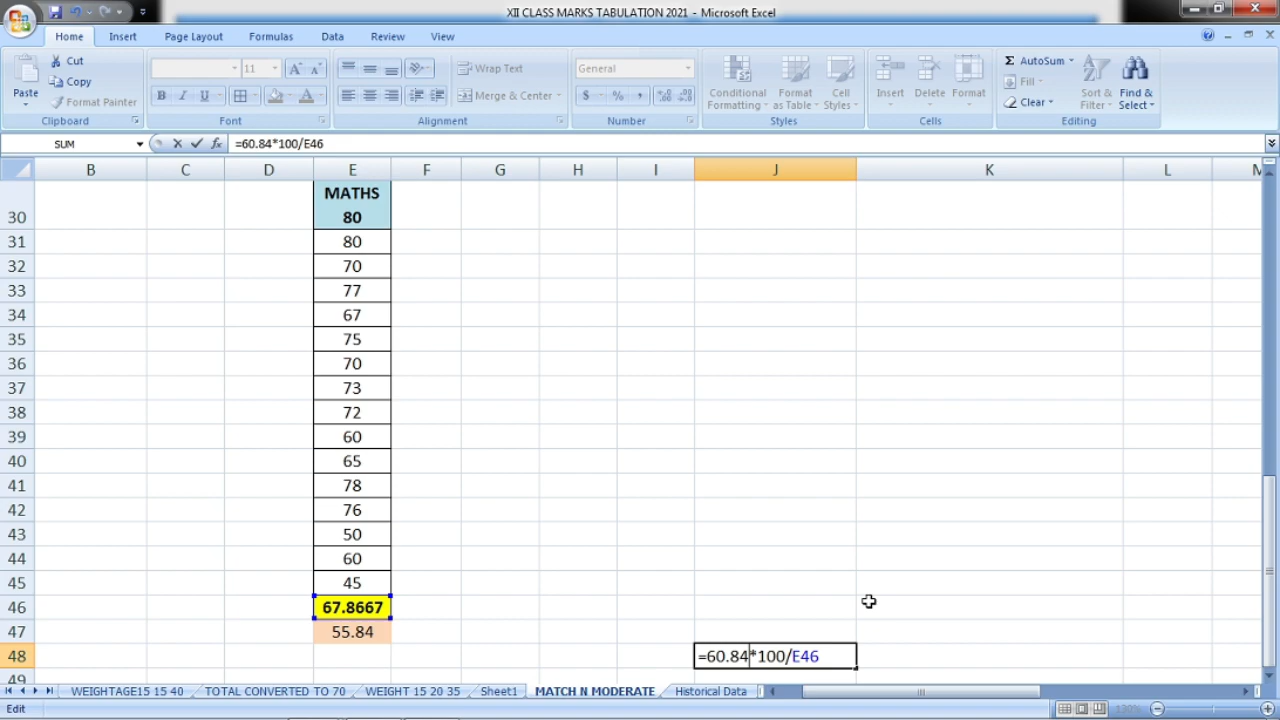 XII CLASS MARKS TABULATION 2021 - Microsoft Excel
Home Insert Page Layout Formulas Data Review View
Cut
Copy
Format Painter
Paste
Clipboard
11 A A
B I U A
Font
Wrap Text
Merge & Center
Alignment
General
$ % ,
Number
Conditional Formatting
Format as Table
Cell Styles
Styles
Insert Delete Format
Cells
Σ AutoSum
Fill
Clear
Sort & Filter
Find & Select
Editing
SUM fx =60.84*100/E46
B C D E F G H I J K L M
MATHS
30 80
31 80
32 70
33 77
34 67
35 75
36 70
37 73
38 72
39 60
40 65
41 78
42 76
43 50
44 60
45 45
46 67.8667
47 55.84
48 =60.84*100/E46
49
WEIGHTAGE15 15 40 TOTAL CONVERTED TO 70 WEIGHT 15 20 35 Sheet1 MATCH N MODERATE Historical Data
Edit 130%